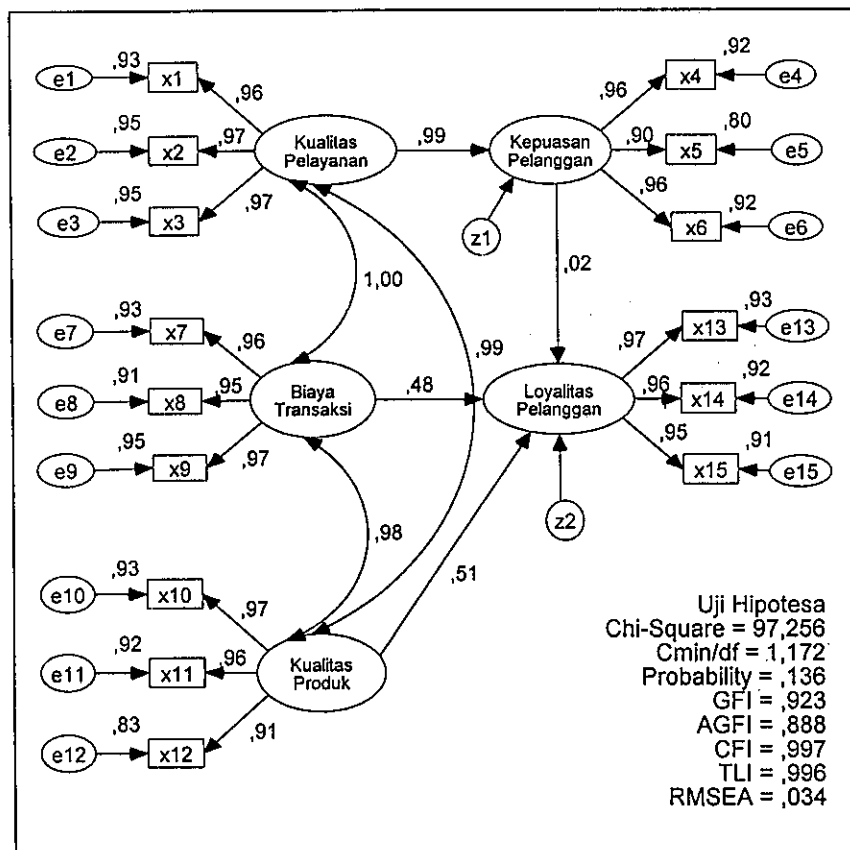 ,93
e1
x1
,96
,95
e2
x2
,97
,95
e3
x3
,97
Kualitas
Pelayanan
,99
Kepuasan
Pelanggan
,96
x4
,92
e4
,90
x5
,80
e5
,96
x6
,92
e6
z1
,02
1,00
,99
,93
e7
x7
,96
,91
e8
x8
,95
,95
e9
x9
,97
Biaya
Transaksi
,48
Loyalitas
Pelanggan
,97
x13
,93
e13
,96
x14
,92
e14
,95
x15
,91
e15
z2
,98
,51
,93
e10
x10
,97
,92
e11
x11
,96
,83
e12
x12
,91
Kualitas
Produk
Uji Hipotesa
Chi-Square = 97,256
Cmin/df = 1,172
Probability = ,136
GFI = ,923
AGFI = ,888
CFI = ,997
TLI = ,996
RMSEA = ,034